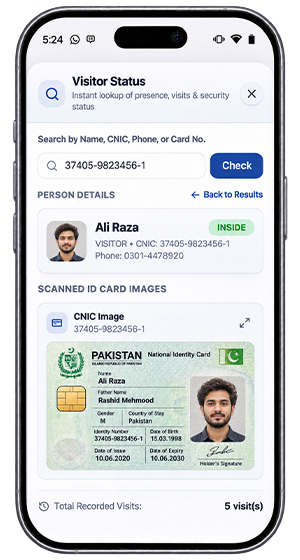 5:24
Visitor Status
Instant lookup of presence, visits & security
status
Search by Name, CNIC, Phone, or Card No.
37405-9823456-1
Check
PERSON DETAILS
← Back to Results
Ali Raza
INSIDE
VISITOR • CNIC: 37405-9823456-1
Phone: 0301-4478920
SCANNED ID CARD IMAGES
CNIC Image
37405-9823456-1
PAKISTAN National Identity Card
ISLAMIC REPUBLIC OF PAKISTAN
Name
Ali Raza
Father Name
Rashid Mehmood
Gender Country of Stay
M Pakistan
Identity Number Date of Birth
37405-9823456-1 15.03.1998
Date of Issue Date of Expiry
10.06.2020 10.06.2030
Holder's Signature
Total Recorded Visits: 5 visit(s)